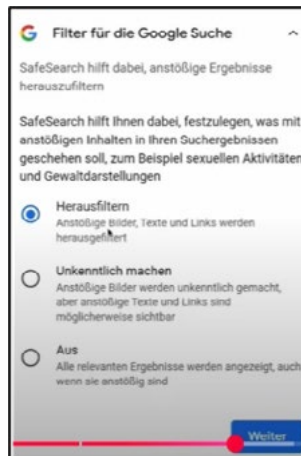 Filter für die Google Suche
SafeSearch hilft dabei, anstößige Ergebnisse
herauszufiltern
SafeSearch hilft Ihnen dabei, festzulegen, was mit
anstößigen Inhalten in Ihren Suchergebnissen
geschehen soll, zum Beispiel sexuellen Aktivitäten
und Gewaltdarstellungen
Herausfiltern
Anstößige Bilder, Texte und Links werden
herausgefiltert
Unkenntlich machen
Anstößige Bilder werden unkenntlich gemacht,
aber anstößige Texte und Links sind
möglicherweise sichtbar
Aus
Alle relevanten Ergebnisse werden angezeigt, auch
wenn sie anstößig sind
Weiter